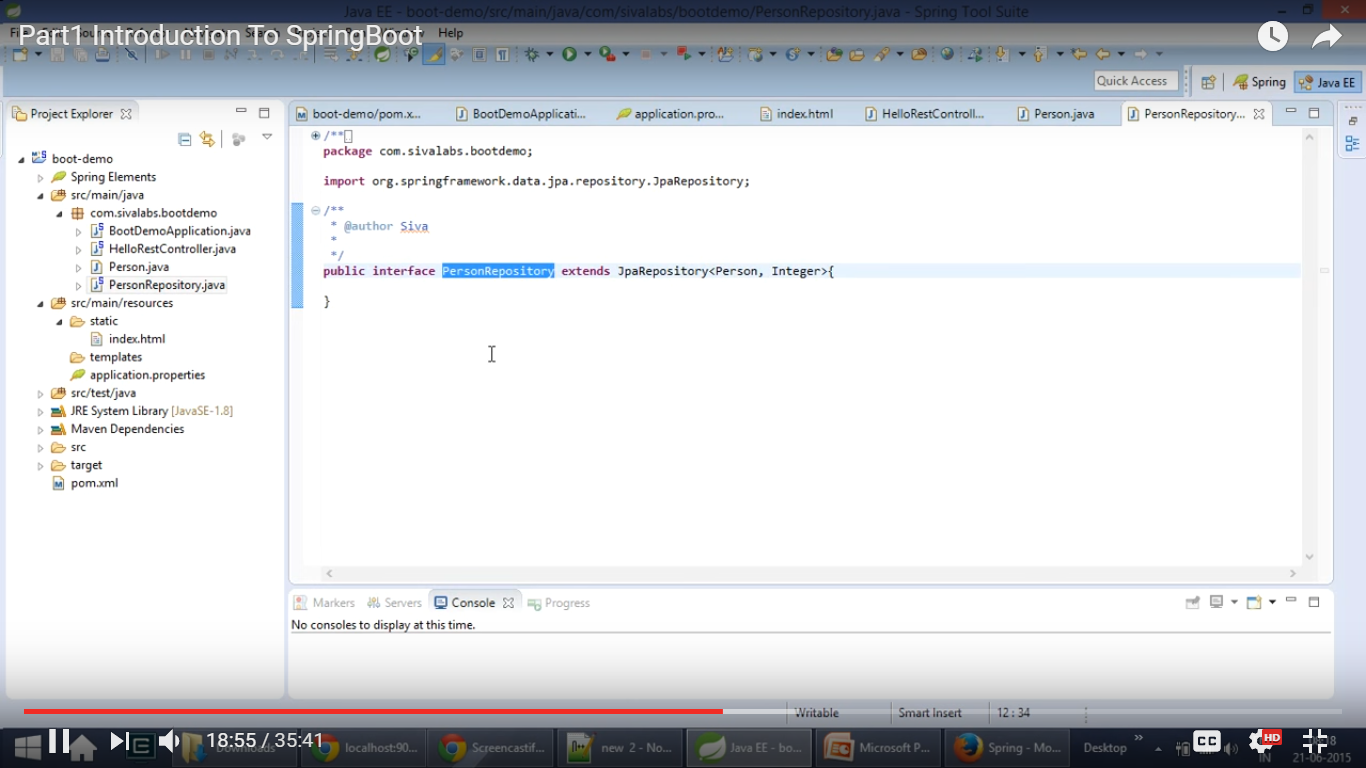 Java EE - boot-demo/src/main/java/com/sivalabs/bootdemo/PersonRepository.java - Spring Tool Suite
Part1 Introduction To SpringBoot
Help
Quick Access
Spring
Java EE
Project Explorer
boot-demo/pom.x...
BootDemoApplicati...
application.pro...
index.html
HelloRestControll...
Person.java
PersonRepository...
boot-demo
Spring Elements
src/main/java
com.sivalabs.bootdemo
BootDemoApplication.java
HelloRestController.java
Person.java
PersonRepository.java
src/main/resources
static
index.html
templates
application.properties
src/test/java
JRE System Library [JavaSE-1.8]
Maven Dependencies
src
target
pom.xml
/**
package com.sivalabs.bootdemo;
import org.springframework.data.jpa.repository.JpaRepository;
/**
* @author Siva
*
*/
public interface PersonRepository extends JpaRepository<Person, Integer>{
}
Markers
Servers
Console
Progress
No consoles to display at this time.
Writable
Smart Insert
12 : 34
18:55 / 35:41
localhost:90...
Screencastif...
new 2 - No...
Java EE - bo...
Microsoft P...
Spring - Mo...
Desktop
CC
HD
IN
21-06-2015